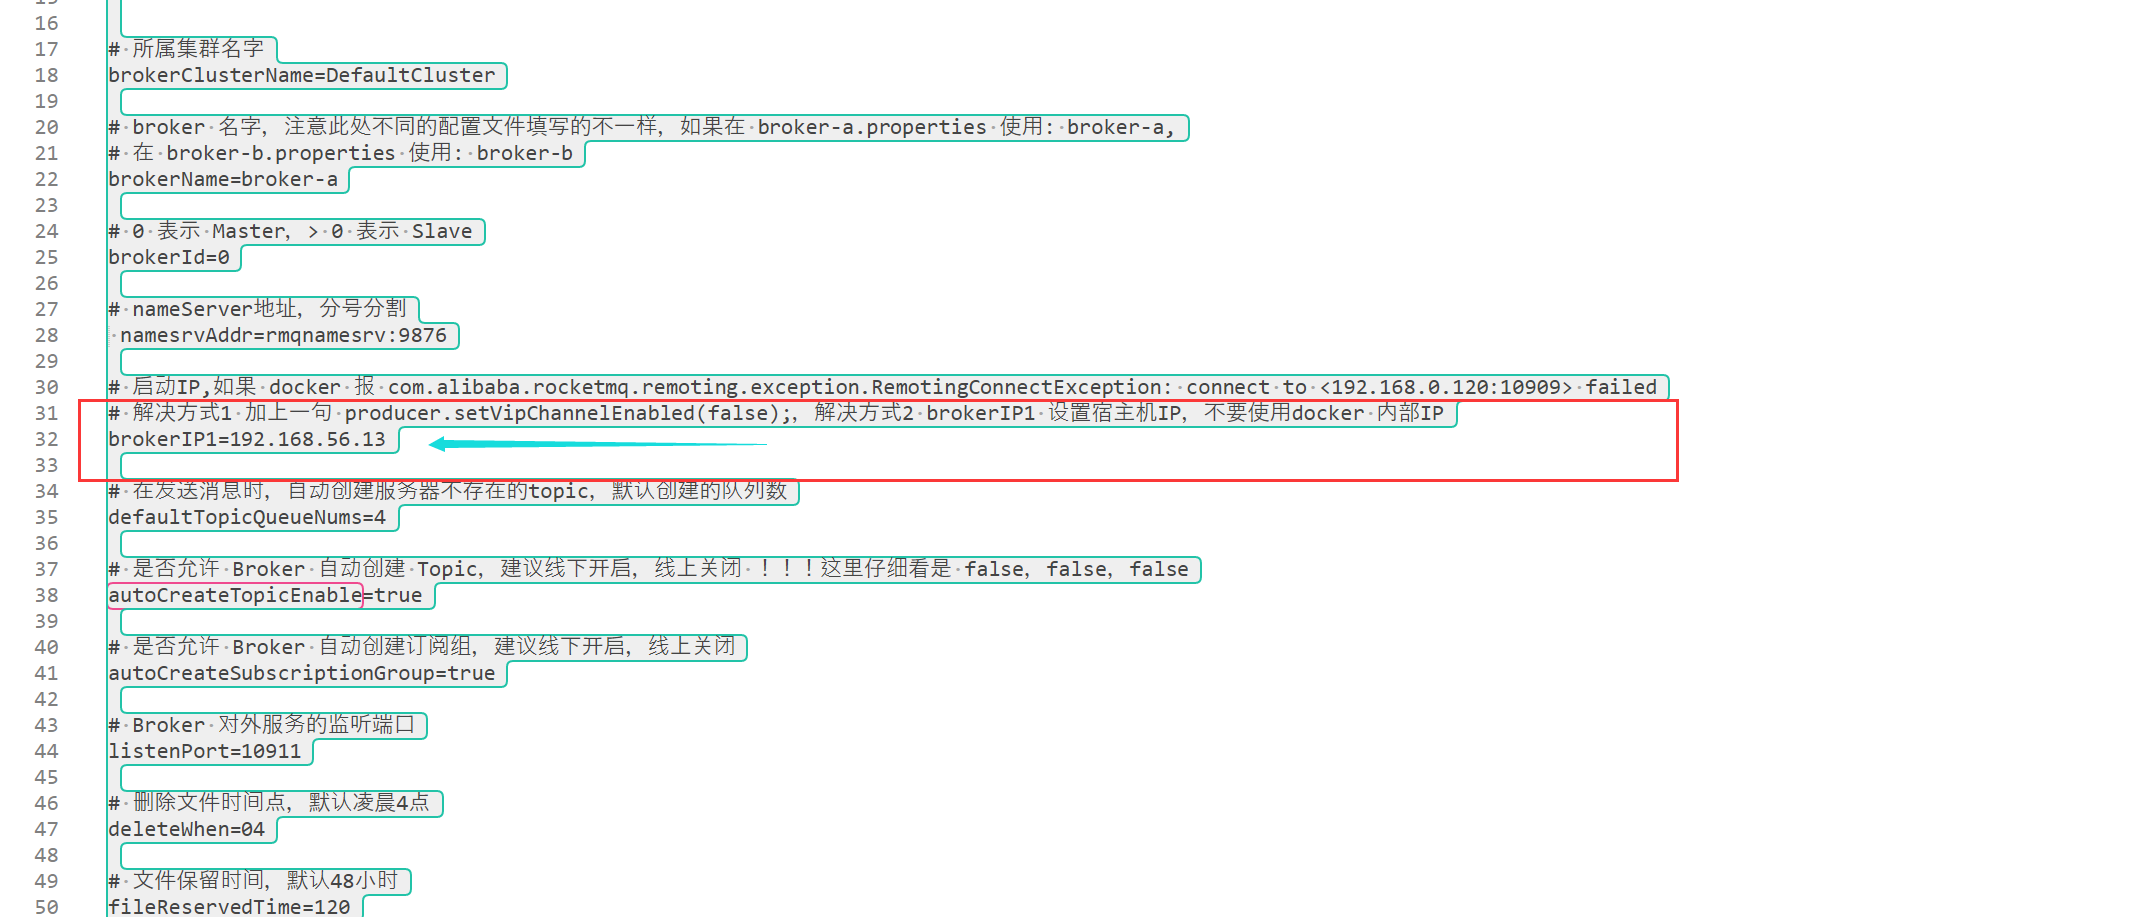 16
17 # 所属集群名字
18 brokerClusterName=DefaultCluster
19
20 # broker 名字, 注意此处不同的配置文件填写的不一样, 如果在 broker-a.properties 使用: broker-a,
21 # 在 broker-b.properties 使用: broker-b
22 brokerName=broker-a
23
24 # 0 表示 Master, > 0 表示 Slave
25 brokerId=0
26
27 # nameServer地址, 分号分割
28 namesrvAddr=rmqnamesrv:9876
29
30 # 启动IP,如果 docker 报 com.alibaba.rocketmq.remoting.exception.RemotingConnectException: connect to <192.168.0.120:10909> failed
31 # 解决方式1 加上一句 producer.setVipChannelEnabled(false);, 解决方式2 brokerIP1 设置宿主机IP, 不要使用docker 内部IP
32 brokerIP1=192.168.56.13
33
34 # 在发送消息时, 自动创建服务器不存在的topic, 默认创建的队列数
35 defaultTopicQueueNums=4
36
37 # 是否允许 Broker 自动创建 Topic, 建议线下开启, 线上关闭 ！！！这里仔细看是 false, false, false
38 autoCreateTopicEnable=true
39
40 # 是否允许 Broker 自动创建订阅组, 建议线下开启, 线上关闭
41 autoCreateSubscriptionGroup=true
42
43 # Broker 对外服务的监听端口
44 listenPort=10911
45
46 # 删除文件时间点, 默认凌晨4点
47 deleteWhen=04
48
49 # 文件保留时间, 默认48小时
50 fileReservedTime=120